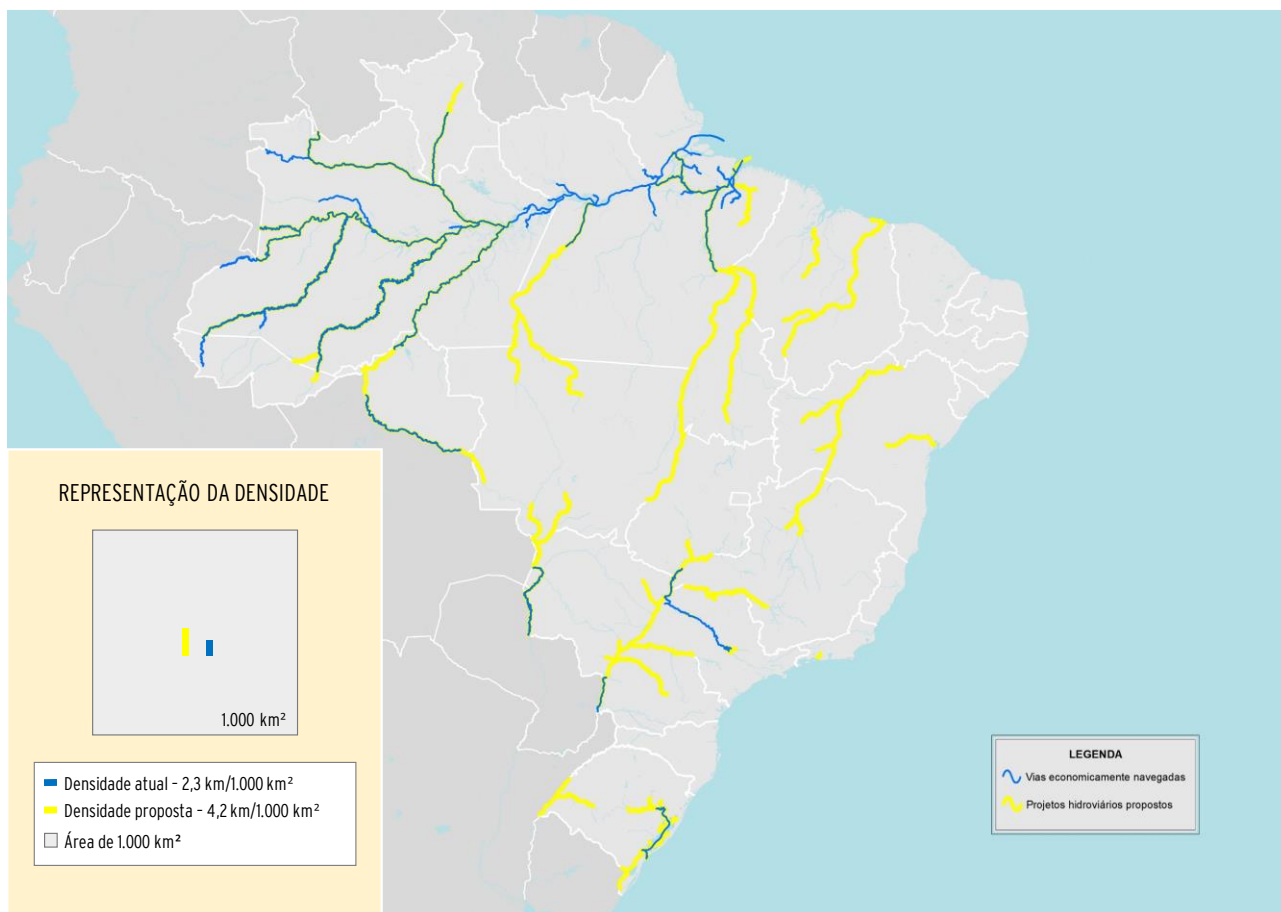 REPRESENTAÇÃO DA DENSIDADE
1.000 km²
Densidade atual - 2,3 km/1.000 km²
Densidade proposta - 4,2 km/1.000 km²
Área de 1.000 km²
LEGENDA
Vias economicamente navegadas
Projetos hidroviários propostos